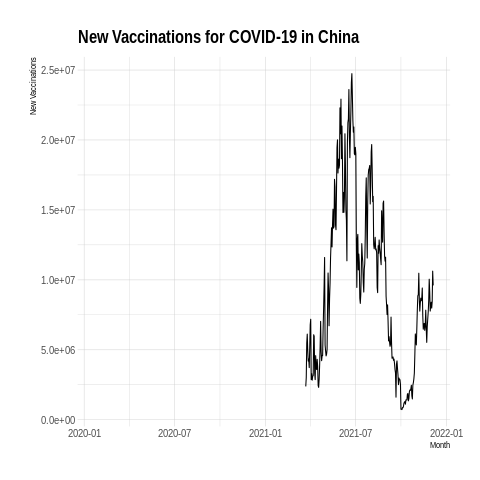 New Vaccinations for COVID-19 in China
New Vaccinations
2.5e+07
2.0e+07
1.5e+07
1.0e+07
5.0e+06
0.0e+00
2020-01 2020-07 2021-01 2021-07 2022-01
Month